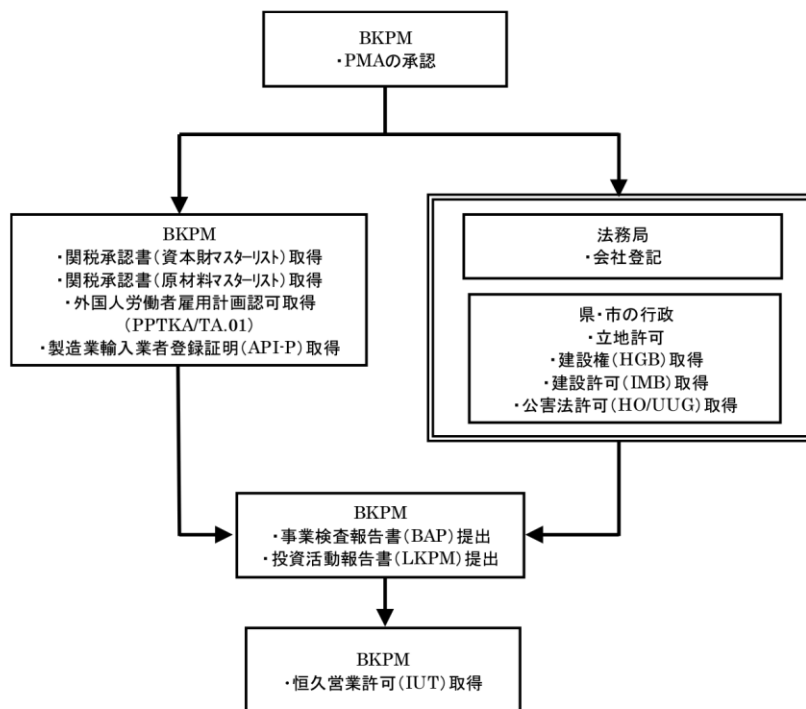 BKPM
・PMAの承認
BKPM
・関税承認書(資本財マスターリスト)取得
・関税承認書(原材料マスターリスト)取得
・外国人労働者雇用計画認可取得
(PPTKA/TA.01)
・製造業輸入業者登録証明(API-P)取得
法務局
・会社登記
県・市の行政
・立地許可
・建設権(HGB)取得
・建設許可(IMB)取得
・公害法許可(HO/UUG)取得
BKPM
・事業検査報告書(BAP)提出
・投資活動報告書(LKPM)提出
BKPM
・恒久営業許可(IUT)取得